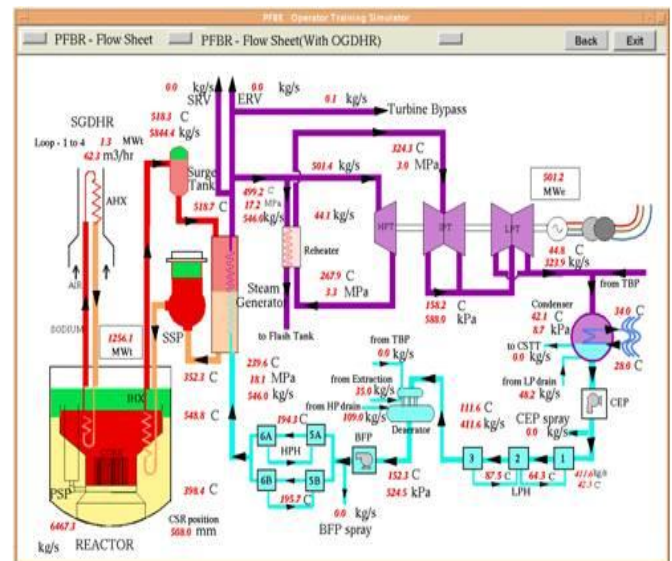 PFBR Operator Training Simulator
PFBR - Flow Sheet
PFBR - Flow Sheet(With OGDHR)
Back
Exit
0.0 kg/s
SRV
0.0 kg/s
ERV
0.1 kg/s
Turbine Bypass
SGDHR
Loop - 1 to 4
1.3 MWt
62.3 m3/hr
518.3 C
5844.4 kg/s
Surge
Tank
AHX
AIR
SODIUM
518.7 C
499.2 C
17.2 MPa
546.0 kg/s
501.4 kg/s
44.1 kg/s
324.3 C
3.0 MPa
501.2
MWe
HPT
IPT
LPT
Reheater
Steam
Generator
to Flash Tank
267.9 C
3.3 MPa
158.2 C
588.0 kPa
44.8 C
323.9 kg/s
from TBP
Condenser
42.1 C
8.7 kPa
34.0 C
28.0 C
to CSTT
0.0 kg/s
from LP drain
48.2 kg/s
CEP
CEP spray
0.0 kg/s
SSP
1256.1
MWt
IHX
352.3 C
548.8 C
398.4 C
PSP
6467.3
kg/s
REACTOR
CSR position
508.0 mm
239.6 C
18.1 MPa
546.0 kg/s
from TBP
0.0 kg/s
from Extraction
35.0 kg/s
from HP drain
109.0 kg/s
Deaerator
194.3 C
6A
5A
HPH
6B
5B
195.7 C
BFP
152.3 C
524.5 kPa
0.0 kg/s
BFP spray
111.6 C
411.6 kg/s
3
2
1
87.5 C
64.3 C
LPH
411.6 kg/s
42.3 C